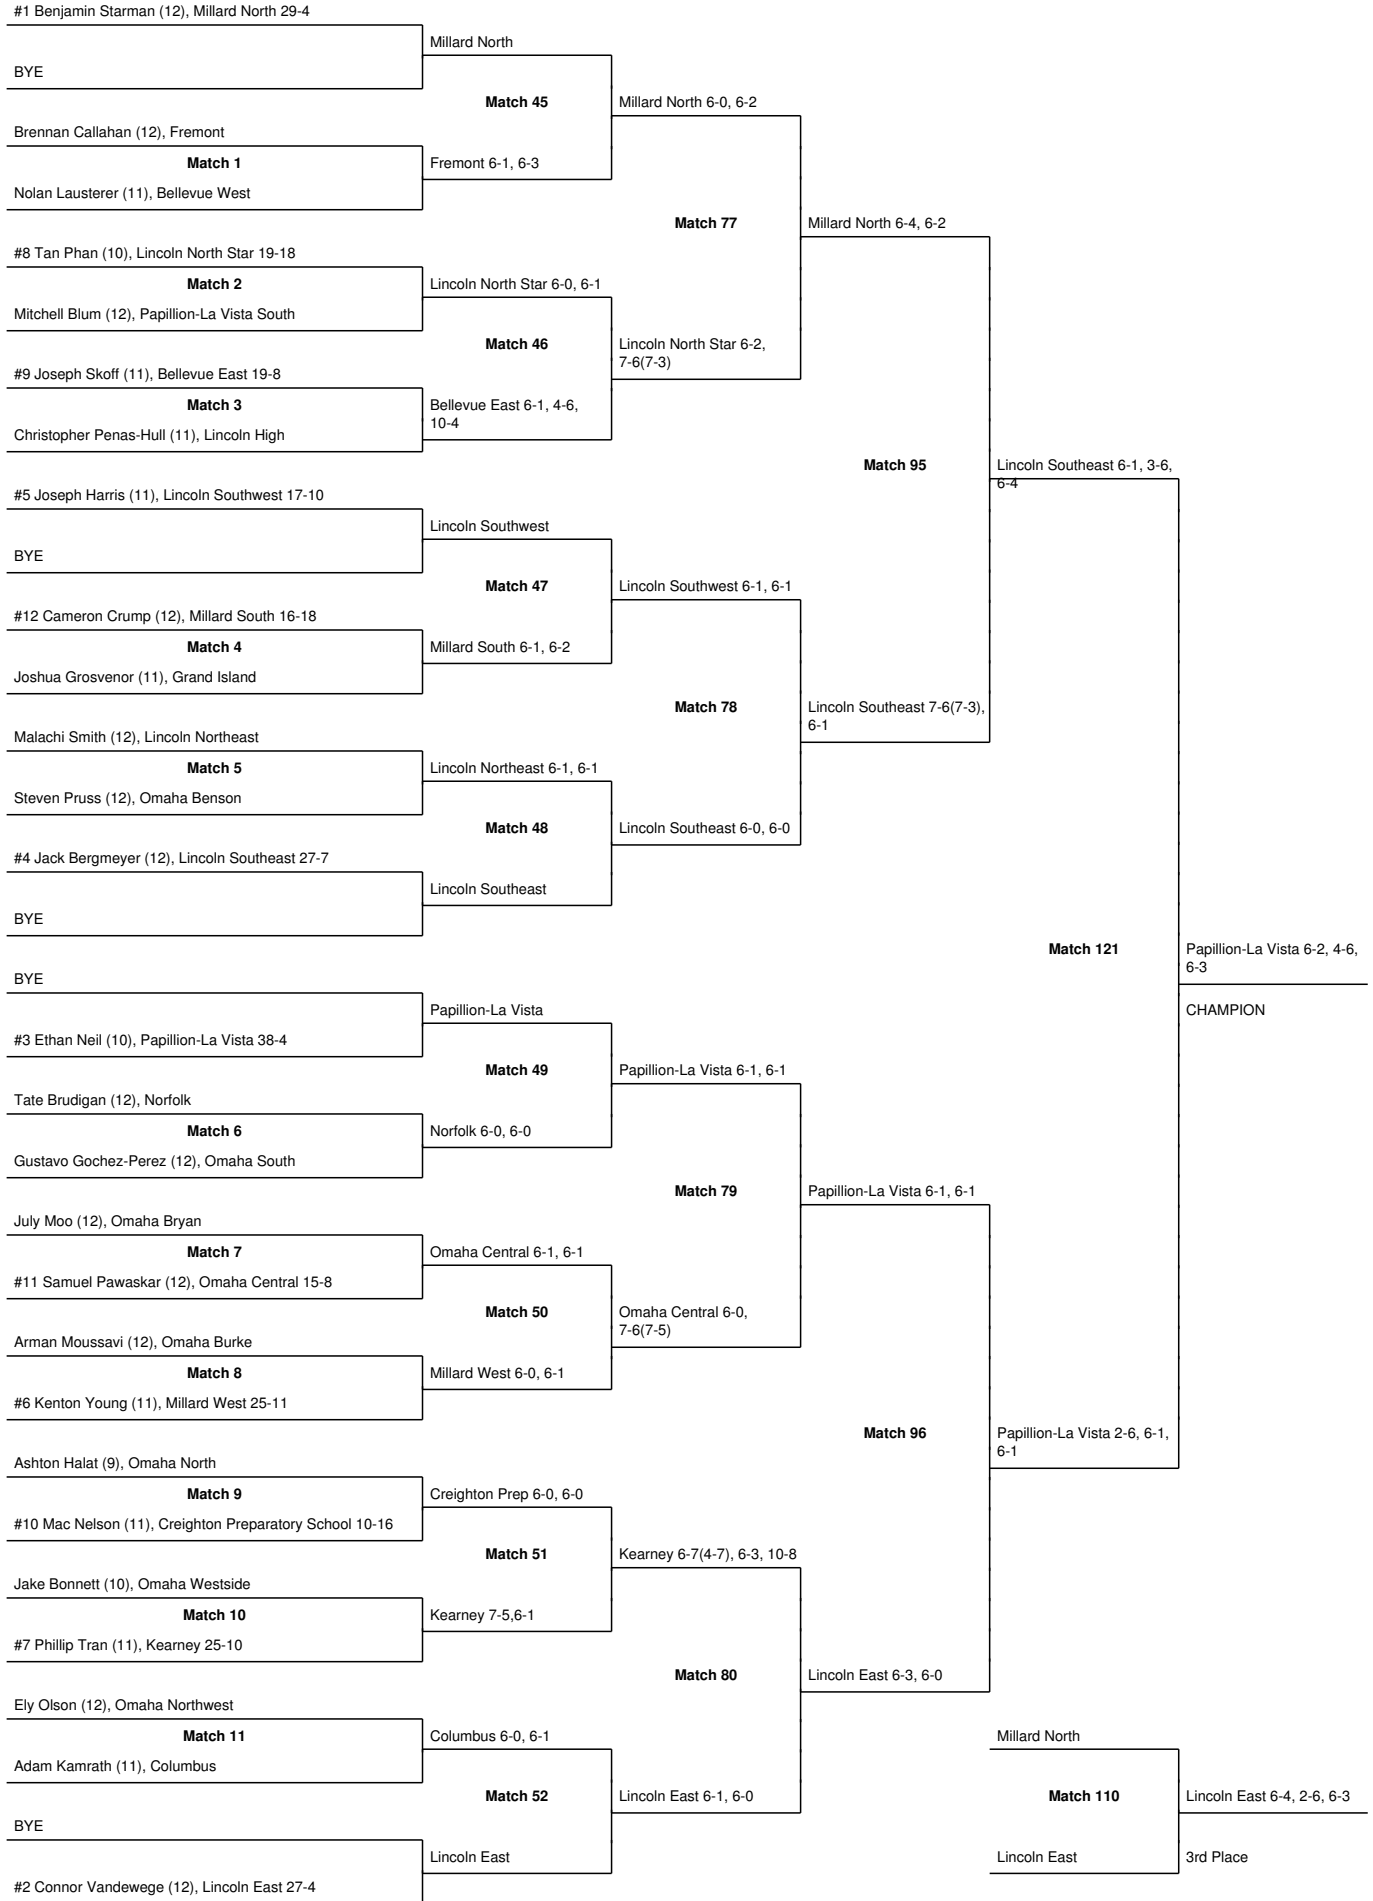 #1 Benjamin Starman (12), Millard North 29-4
Millard North
BYE
Match 45
Millard North 6-0, 6-2
Brennan Callahan (12), Fremont
Match 1
Fremont 6-1, 6-3
Nolan Lausterer (11), Bellevue West
Match 77
Millard North 6-4, 6-2
#8 Tan Phan (10), Lincoln North Star 19-18
Match 2
Lincoln North Star 6-0, 6-1
Mitchell Blum (12), Papillion-La Vista South
Match 46
Lincoln North Star 6-2,
7-6(7-3)
#9 Joseph Skoff (11), Bellevue East 19-8
Match 3
Bellevue East 6-1, 4-6,
10-4
Christopher Penas-Hull (11), Lincoln High
Match 95
Lincoln Southeast 6-1, 3-6,
6-4
#5 Joseph Harris (11), Lincoln Southwest 17-10
Lincoln Southwest
BYE
Match 47
Lincoln Southwest 6-1, 6-1
#12 Cameron Crump (12), Millard South 16-18
Match 4
Millard South 6-1, 6-2
Joshua Grosvenor (11), Grand Island
Match 78
Lincoln Southeast 7-6(7-3),
6-1
Malachi Smith (12), Lincoln Northeast
Match 5
Lincoln Northeast 6-1, 6-1
Steven Pruss (12), Omaha Benson
Match 48
Lincoln Southeast 6-0, 6-0
#4 Jack Bergmeyer (12), Lincoln Southeast 27-7
Lincoln Southeast
BYE
Match 121
Papillion-La Vista 6-2, 4-6,
6-3
CHAMPION
BYE
Papillion-La Vista
#3 Ethan Neil (10), Papillion-La Vista 38-4
Match 49
Papillion-La Vista 6-1, 6-1
Tate Brudigan (12), Norfolk
Match 6
Norfolk 6-0, 6-0
Gustavo Gochez-Perez (12), Omaha South
Match 79
Papillion-La Vista 6-1, 6-1
July Moo (12), Omaha Bryan
Match 7
Omaha Central 6-1, 6-1
#11 Samuel Pawaskar (12), Omaha Central 15-8
Match 50
Omaha Central 6-0,
7-6(7-5)
Arman Moussavi (12), Omaha Burke
Match 8
Millard West 6-0, 6-1
#6 Kenton Young (11), Millard West 25-11
Match 96
Papillion-La Vista 2-6, 6-1,
6-1
Ashton Halat (9), Omaha North
Match 9
Creighton Prep 6-0, 6-0
#10 Mac Nelson (11), Creighton Preparatory School 10-16
Match 51
Kearney 6-7(4-7), 6-3, 10-8
Jake Bonnett (10), Omaha Westside
Match 10
Kearney 7-5,6-1
#7 Phillip Tran (11), Kearney 25-10
Match 80
Lincoln East 6-3, 6-0
Ely Olson (12), Omaha Northwest
Match 11
Columbus 6-0, 6-1
Adam Kamrath (11), Columbus
Match 52
Lincoln East 6-1, 6-0
BYE
Lincoln East
#2 Connor Vandewege (12), Lincoln East 27-4
Millard North
Match 110
Lincoln East 6-4, 2-6, 6-3
Lincoln East
3rd Place